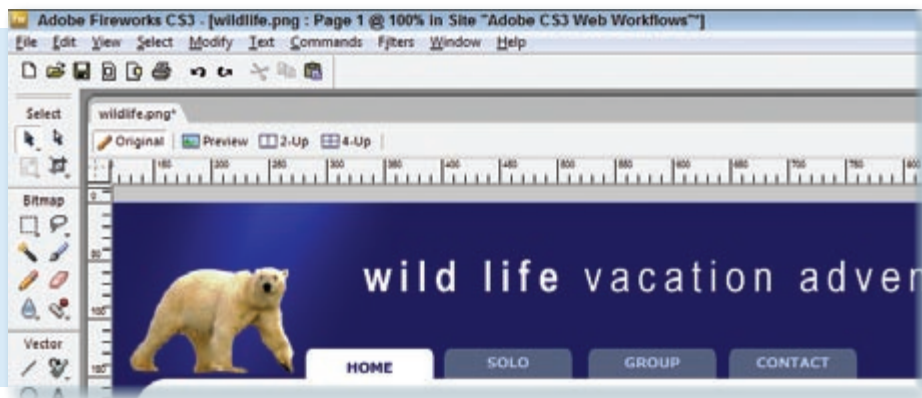 Adobe Fireworks CS3 - [wildlife.png : Page 1 @ 100% in Site "Adobe CS3 Web Workflows"*]
File Edit View Select Modify Text Commands Filters Window Help
Select
wildlife.png*
Original Preview 2-Up 4-Up
Bitmap
Vector
wild life vacation adver
HOME SOLO GROUP CONTACT